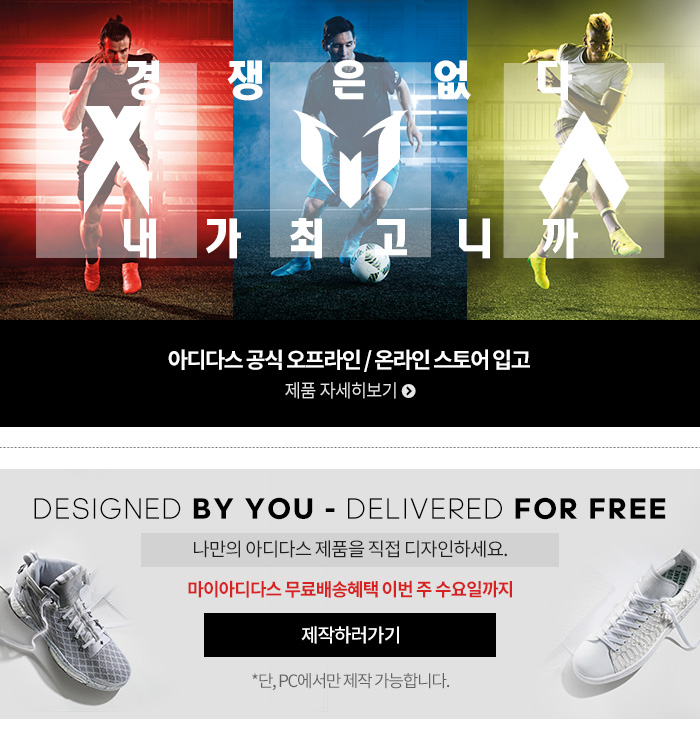 경쟁은없다
내가최고니까
아디다스 공식 오프라인 / 온라인 스토어 입고
제품 자세히보기
DESIGNED BY YOU - DELIVERED FOR FREE
나만의 아디다스 제품을 직접 디자인하세요.
마이아디다스 무료배송혜택 이번 주 수요일까지
제작하러가기
*단, PC에서만 제작 가능합니다.